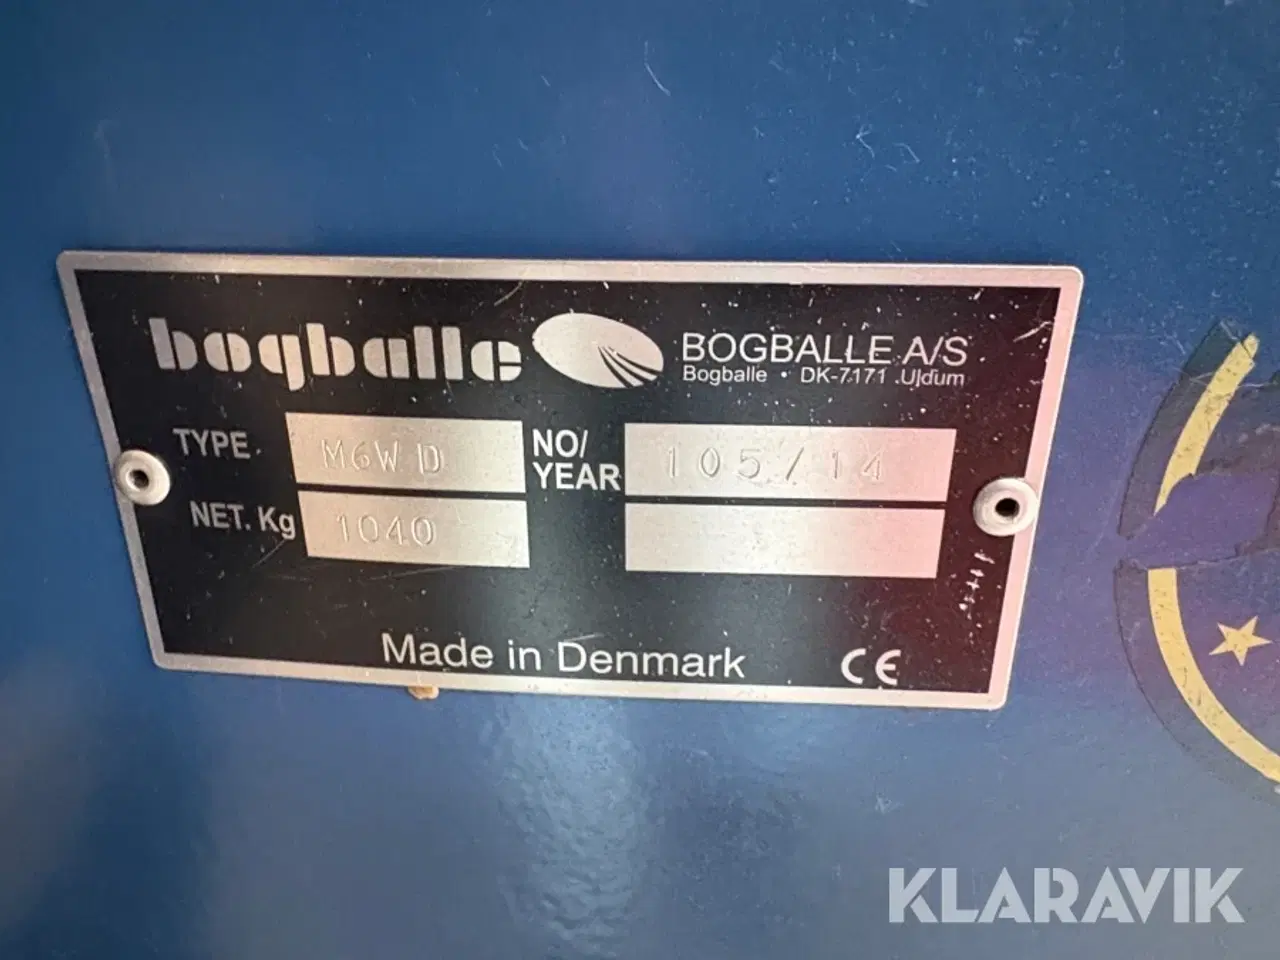 bogballe
BOGBALLE A/S
Bogballe • DK-7171 Uldum
TYPE
M6W D
NO/
YEAR
105/14
NET. Kg
1040
Made in Denmark
CE
KLARAVIK